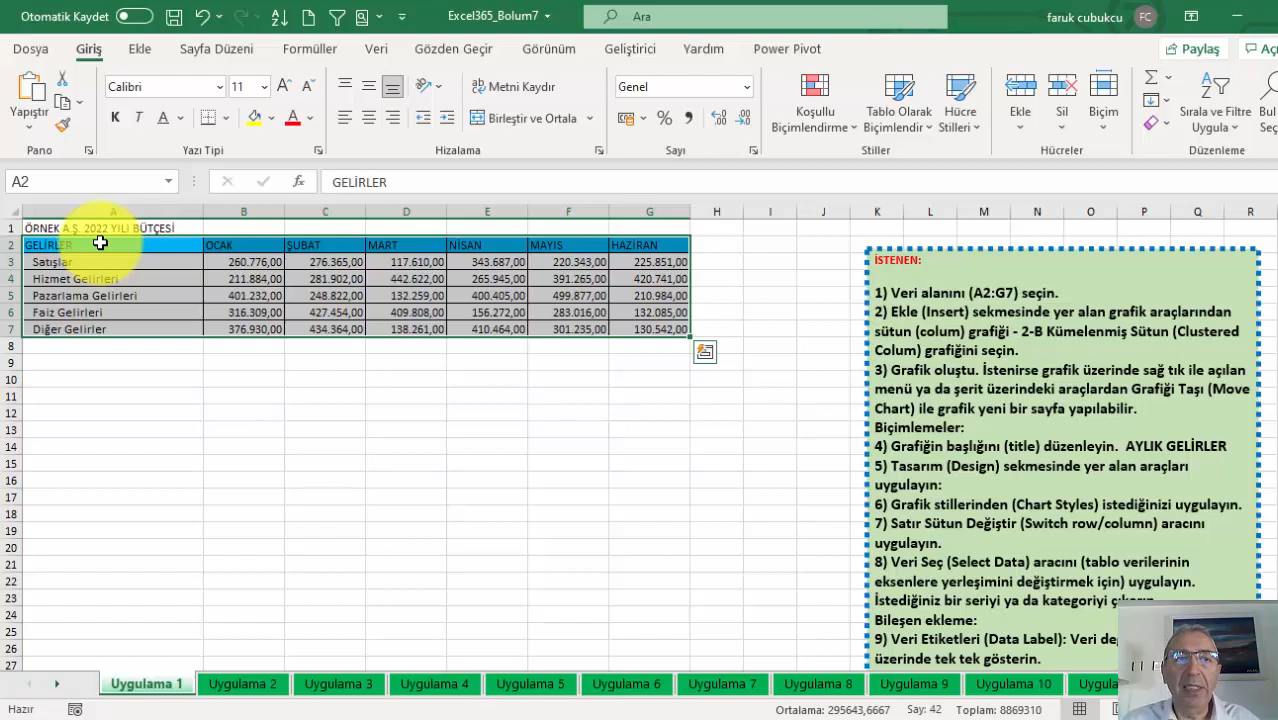 Otomatik Kaydet
Excel365_Bolum7
Ara
faruk cubukcu
FC
Dosya Giriş Ekle Sayfa Düzeni Formüller Veri Gözden Geçir Görünüm Geliştirici Yardım Power Pivot
Paylaş
Yapıştır
Calibri 11
K T A
Metni Kaydır
Birleştir ve Ortala
Genel
Koşullu Biçimlendirme
Tablo Olarak Biçimlendir
Hücre Stilleri
Ekle Sil Biçim
Sırala ve Filtre Uygula
Pano Yazı Tipi Hizalama Sayı Stiller Hücreler Düzenleme
A2 fx GELİRLER
A B C D E F G H I J K L M N O P Q R
1 ÖRNEK A.Ş. 2022 YILI BÜTÇESİ
2 GELİRLER OCAK ŞUBAT MART NİSAN MAYIS HAZİRAN
3 Satışlar 260.776,00 276.365,00 117.610,00 343.687,00 220.343,00 225.851,00
4 Hizmet Gelirleri 211.884,00 281.902,00 442.622,00 265.945,00 391.265,00 420.741,00
5 Pazarlama Gelirleri 401.232,00 248.822,00 132.259,00 400.405,00 499.877,00 210.984,00
6 Faiz Gelirleri 316.309,00 427.454,00 409.808,00 156.272,00 283.016,00 132.085,00
7 Diğer Gelirler 376.930,00 434.364,00 138.261,00 410.464,00 301.235,00 130.542,00
8
9
10
11
12
13
14
15
16
17
18
19
20
21
22
23
24
25
26
27
İSTENEN:
1) Veri alanını (A2:G7) seçin.
2) Ekle (Insert) sekmesinde yer alan grafik araçlarından
sütun (colum) grafiği - 2-B Kümelenmiş Sütun (Clustered
Colum) grafiğini seçin.
3) Grafik oluştu. İstenirse grafik üzerinde sağ tık ile açılan
menü ya da şerit üzerindeki araçlardan Grafiği Taşı (Move
Chart) ile grafik yeni bir sayfa yapılabilir.
Biçimlemeler:
4) Grafiğin başlığını (title) düzenleyin. AYLIK GELİRLER
5) Tasarım (Design) sekmesinde yer alan araçları
uygulayın:
6) Grafik stillerinden (Chart Styles) istediğinizi uygulayın.
7) Satır Sütun Değiştir (Switch row/column) aracını
uygulayın.
8) Veri Seç (Select Data) aracını (tablo verilerinin
eksenlere yerleşimini değiştirmek için) uygulayın.
İstediğiniz bir seriyi ya da kategoriyi
Bileşen ekleme:
9) Veri Etiketleri (Data Label): Veri
üzerinde tek tek gösterin.
Uygulama 1 Uygulama 2 Uygulama 3 Uygulama 4 Uygulama 5 Uygulama 6 Uygulama 7 Uygulama 8 Uygulama 9 Uygulama 10
Hazır
Ortalama: 295643,6667 Say: 42 Toplam: 8869310